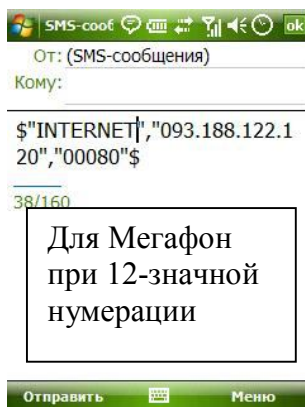 SMS-сооб ok
От: (SMS-сообщения)
Кому:
$"INTERNET","093.188.122.1
20","00080"$
38/160
Для Мегафон
при 12-значной
нумерации
Отправить Меню